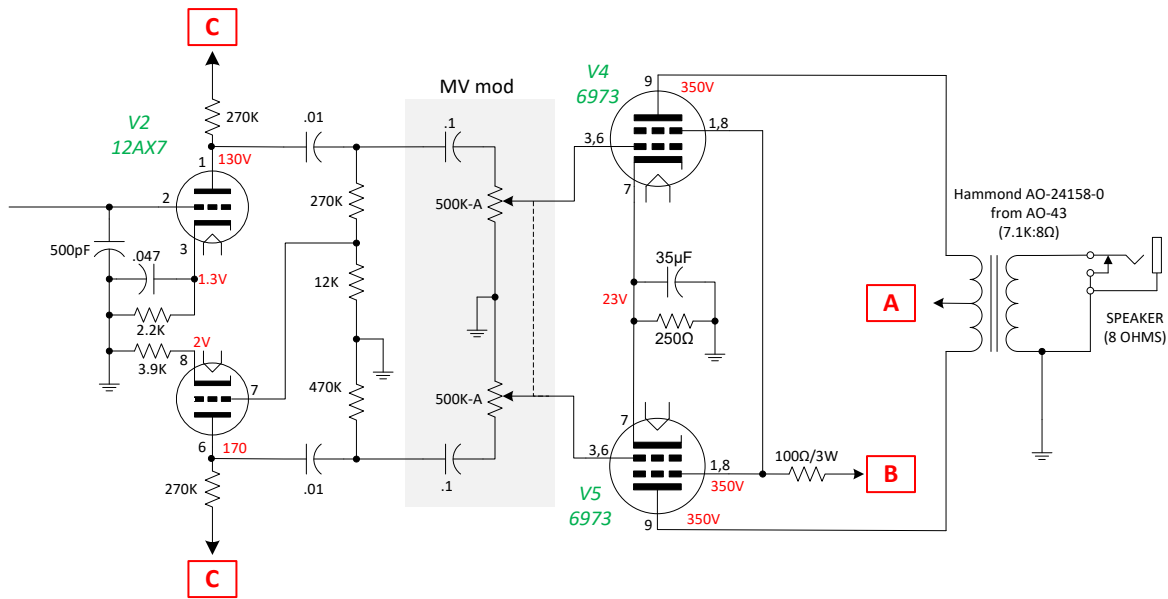 C
V2
12AX7
270K
.01
1
130V
2
3
500pF
.047
1.3V
2.2K
3.9K
2V
8
7
6
170
270K
.01
C
270K
12K
470K
MV mod
.1
500K-A
500K-A
.1
V4
6973
9
350V
1,8
3,6
7
35µF
23V
250Ω
7
3,6
1,8
350V
V5
6973
9
350V
100Ω/3W
B
A
Hammond AO-24158-0
from AO-43
(7.1K:8Ω)
SPEAKER
(8 OHMS)